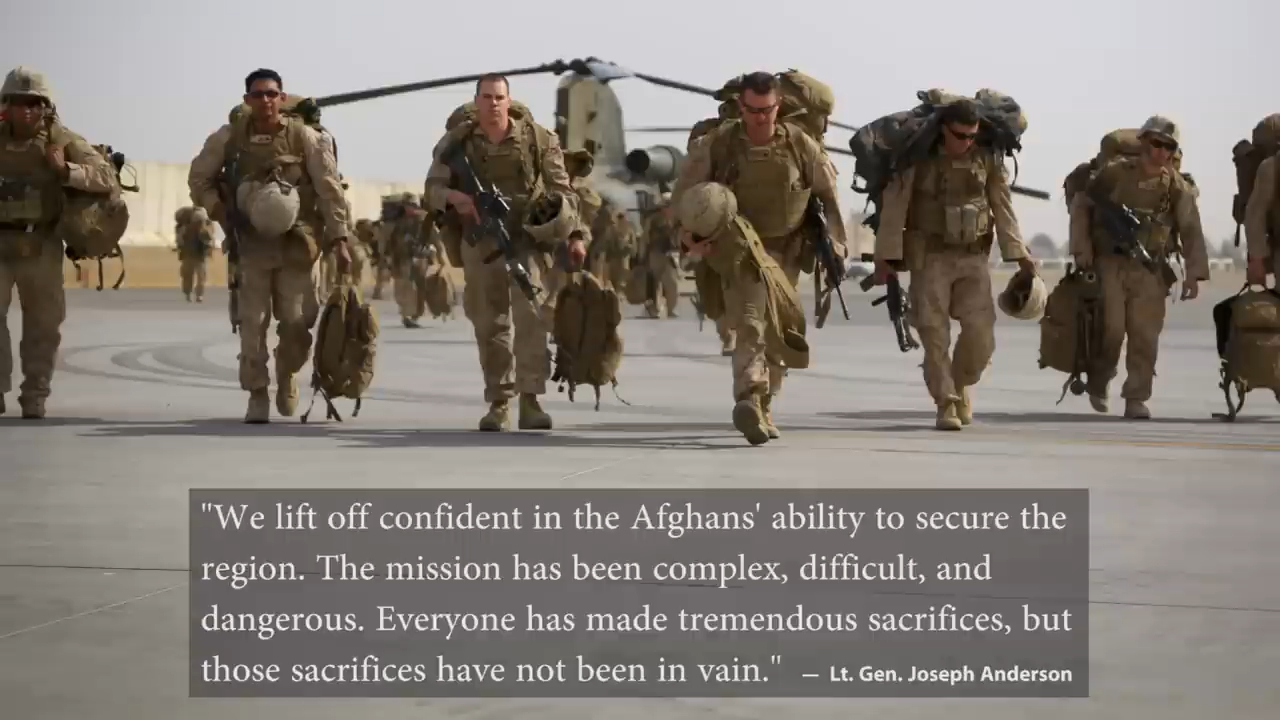 "We lift off confident in the Afghans' ability to secure the
region. The mission has been complex, difficult, and
dangerous. Everyone has made tremendous sacrifices, but
those sacrifices have not been in vain." — Lt. Gen. Joseph Anderson